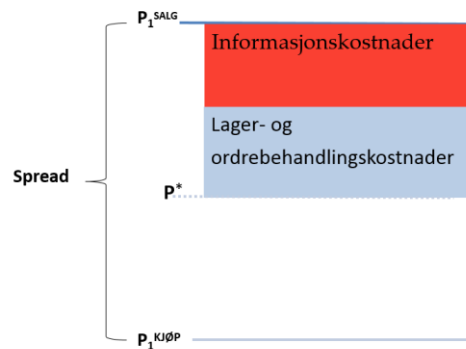 P₁ˢᴬᴸᴳ
Informasjonskostnader
Lager- og
ordrebehandlingskostnader
Spread
P*
P₁ᴷᴶØᴾ